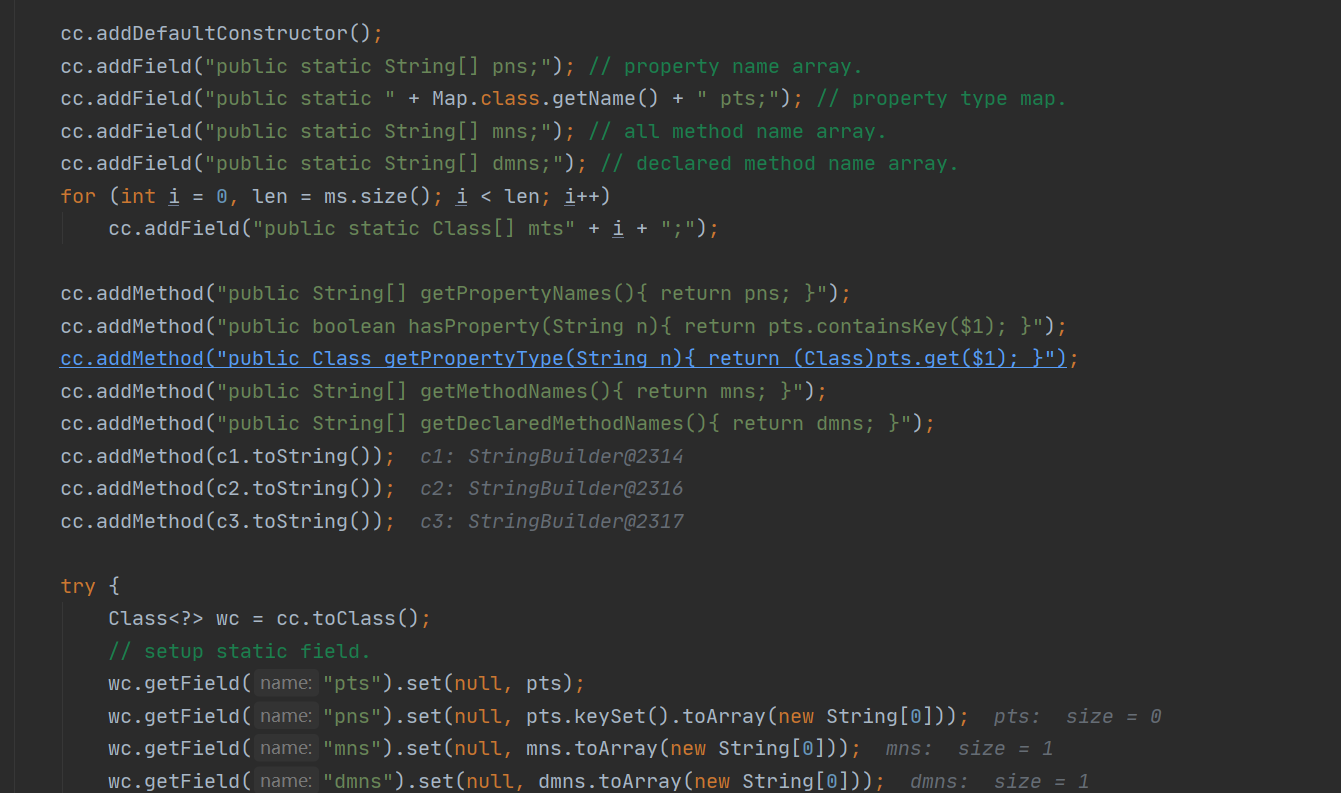 cc.addDefaultConstructor();
cc.addField("public static String[] pns;"); // property name array.
cc.addField("public static " + Map.class.getName() + " pts;"); // property type map.
cc.addField("public static String[] mns;"); // all method name array.
cc.addField("public static String[] dmns;"); // declared method name array.
for (int i = 0, len = ms.size(); i < len; i++)
cc.addField("public static Class[] mts" + i + ";");
cc.addMethod("public String[] getPropertyNames(){ return pns; }");
cc.addMethod("public boolean hasProperty(String n){ return pts.containsKey($1); }");
cc.addMethod("public Class getPropertyType(String n){ return (Class)pts.get($1); }");
cc.addMethod("public String[] getMethodNames(){ return mns; }");
cc.addMethod("public String[] getDeclaredMethodNames(){ return dmns; }");
cc.addMethod(c1.toString()); c1: StringBuilder@2314
cc.addMethod(c2.toString()); c2: StringBuilder@2316
cc.addMethod(c3.toString()); c3: StringBuilder@2317
try {
Class<?> wc = cc.toClass();
// setup static field.
wc.getField( name: "pts").set(null, pts);
wc.getField( name: "pns").set(null, pts.keySet().toArray(new String[0])); pts: size = 0
wc.getField( name: "mns").set(null, mns.toArray(new String[0])); mns: size = 1
wc.getField( name: "dmns").set(null, dmns.toArray(new String[0])); dmns: size = 1